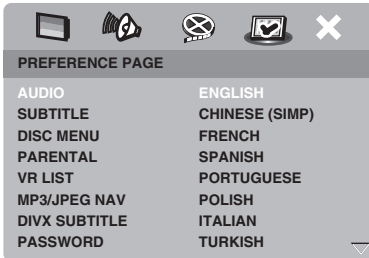 PREFERENCE PAGE
AUDIO ENGLISH
SUBTITLE CHINESE (SIMP)
DISC MENU FRENCH
PARENTAL SPANISH
VR LIST PORTUGUESE
MP3/JPEG NAV POLISH
DIVX SUBTITLE ITALIAN
PASSWORD TURKISH